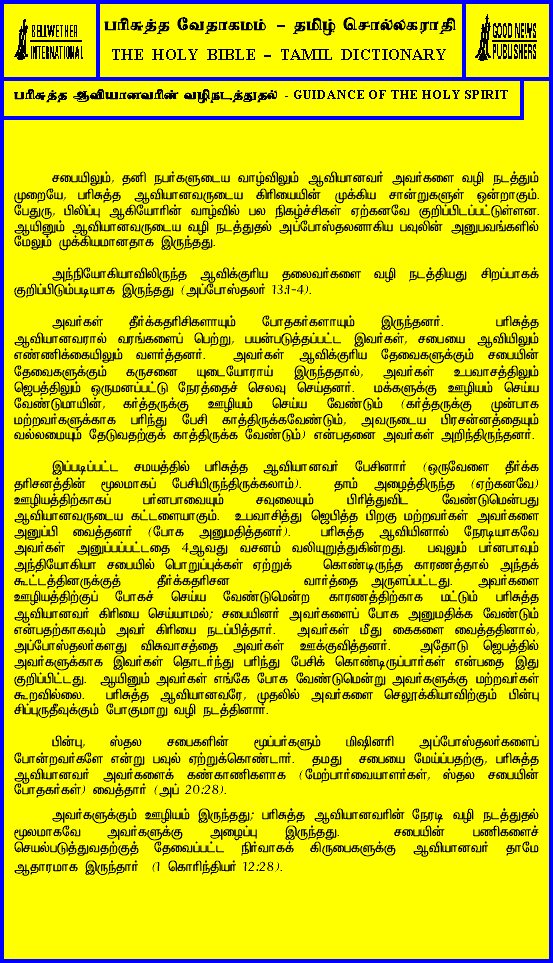 BELLWETHER
INTERNATIONAL
பரிசுத்த வேதாகமம் – தமிழ் சொல்லகராதி
THE HOLY BIBLE – TAMIL DICTIONARY
GOOD NEWS
PUBLISHERS
பரிசுத்த ஆவியானவரின் வழிநடத்துதல் - GUIDANCE OF THE HOLY SPIRIT
சபையிலும், தனி நபர்களுடைய வாழ்விலும் ஆவியானவர் அவர்களை வழி நடத்தும்
முறையே, பரிசுத்த ஆவியானவருடைய கிரியையின் முக்கிய சான்றுகளுள் ஒன்றாகும்.
பேதுரு, பிலிப்பு ஆகியோரின் வாழ்வில் பல நிகழ்ச்சிகள் ஏற்கனவே குறிப்பிடப்பட்டுள்ளன.
ஆயினும் ஆவியானவருடைய வழி நடத்துதல் அப்போஸ்தலனாகிய பவுலின் அனுபவங்களில்
மேலும் முக்கியமானதாக இருந்தது.
அந்நியோகியாவிலிருந்த ஆவிக்குரிய தலைவர்களை வழி நடத்தியது சிறப்பாகக்
குறிப்பிடும்படியாக இருந்தது (அப்போஸ்தலர் 13:1-4).
அவர்கள் தீர்க்கதரிசிகளாயும் போதகர்களாயும் இருந்தனர். பரிசுத்த
ஆவியானவரால் வரங்களைப் பெற்று, பயன்படுத்தப்பட்ட இவர்கள், சபையை ஆவியிலும்
எண்ணிக்கையிலும் வளர்த்தனர். அவர்கள் ஆவிக்குரிய தேவைகளுக்கும் சபையின்
தேவைகளுக்கும் கருசனை யுடையோராய் இருந்ததால், அவர்கள் உபவாசத்திலும்
ஜெபத்திலும் ஒருமனப்பட்டு நேரத்தைச் செலவு செய்தனர். மக்களுக்கு ஊழியம் செய்ய
வேண்டுமாயின், கர்த்தருக்கு ஊழியம் செய்ய வேண்டும் (கர்த்தருக்கு முன்பாக
மற்றவர்களுக்காக பரிந்து பேசி காத்திருக்கவேண்டும், அவருடைய பிரசன்னத்தையும்
வல்லமையும் தேடுவதற்குக் காத்திருக்க வேண்டும்) என்பதனை அவர்கள் அறிந்திருந்தனர்.
இப்படிப்பட்ட சமயத்தில் பரிசுத்த ஆவியானவர் பேசினார் (ஒருவேளை தீர்க்க
தரிசனத்தின் மூலமாகப் பேசியிருந்திருக்கலாம்). தாம் அழைத்திருந்த (ஏற்கனவே)
ஊழியத்திற்காகப் பர்னபாவையும் சவுலையும் பிரித்துவிட வேண்டுமென்பது
ஆவியானவருடைய கட்டளையாகும். உபவாசித்து ஜெபித்த பிறகு மற்றவர்கள் அவர்களை
அனுப்பி வைத்தனர் (போக அனுமதித்தனர்). பரிசுத்த ஆவியினால் நேரடியாகவே
அவர்கள் அனுப்பப்பட்டதை 4ஆவது வசனம் வலியுறுத்துகின்றது. பவுலும் பர்னபாவும்
அந்தியோகியா சபையில் பொறுப்புக்கள் ஏற்றுக் கொண்டிருந்த காரணத்தால் அந்தக்
கூட்டத்தினருக்குத் தீர்க்கதரிசன வார்த்தை அருளப்பட்டது. அவர்களை
ஊழியத்திற்குப் போகச் செய்ய வேண்டுமென்ற காரணத்திற்காக மட்டும் பரிசுத்த
ஆவியானவர் கிரியை செய்யாமல்; சபையினர் அவர்களைப் போக அனுமதிக்க வேண்டும்
என்பதற்காகவும் அவர் கிரியை நடப்பித்தார். அவர்கள் மீது கைகளை வைத்ததினால்,
அப்போஸ்தலர்களது விசுவாசத்தை அவர்கள் ஊக்குவித்தனர். அதோடு ஜெபத்தில்
அவர்களுக்காக இவர்கள் தொடர்ந்து பரிந்து பேசிக் கொண்டிருப்பார்கள் என்பதை இது
குறிப்பிட்டது. ஆயினும் அவர்கள் எங்கே போக வேண்டுமென்று அவர்களுக்கு மற்றவர்கள்
கூறவில்லை. பரிசுத்த ஆவியானவரே, முதலில் அவர்களை செலூக்கியாவிற்கும் பின்பு
சிப்புருதீவுக்கும் போகுமாறு வழி நடத்தினார்.
பின்பு, ஸ்தல சபைகளின் மூப்பர்களும் மிஷினரி அப்போஸ்தலர்களைப்
போன்றவர்களே என்று பவுல் ஏற்றுக்கொண்டார். தமது சபையை மேய்ப்பதற்கு, பரிசுத்த
ஆவியானவர் அவர்களைக் கண்காணிகளாக (மேற்பார்வையாளர்கள், ஸ்தல சபையின்
போதகர்கள்) வைத்தார் (அப் 20:28).
அவர்களுக்கும் ஊழியம் இருந்தது; பரிசுத்த ஆவியானவரின் நேரடி வழி நடத்துதல்
மூலமாகவே அவர்களுக்கு அழைப்பு இருந்தது. சபையின் பணிகளைச்
செயல்படுத்துவதற்குத் தேவைப்பட்ட நிர்வாகக் கிருபைகளுக்கு ஆவியானவர் தாமே
ஆதாரமாக இருந்தார் (1 கொரிந்தியர் 12:28).